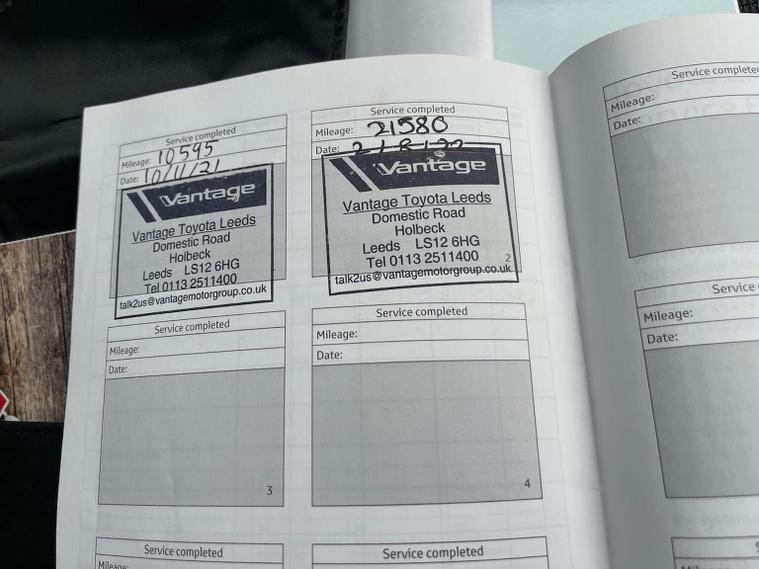 Service completed
Mileage: 10595
Date: 10/11/21
Vantage
Vantage Toyota Leeds
Domestic Road
Holbeck
Leeds LS12 6HG
Tel 0113 2511400
talk2us@vantagemotorgroup.co.uk
Service completed
Mileage: 21580
Date:
Vantage
Vantage Toyota Leeds
Domestic Road
Holbeck
Leeds LS12 6HG
2
Tel 0113 2511400
talk2us@vantagemotorgroup.co.uk
Service completed
Mileage:
Date:
3
Service completed
Mileage:
Date:
4
Service completed
Mileage:
Service completed
Mileage:
Service completed
Mileage:
Date:
Service
Mileage:
Date:
Mileage: